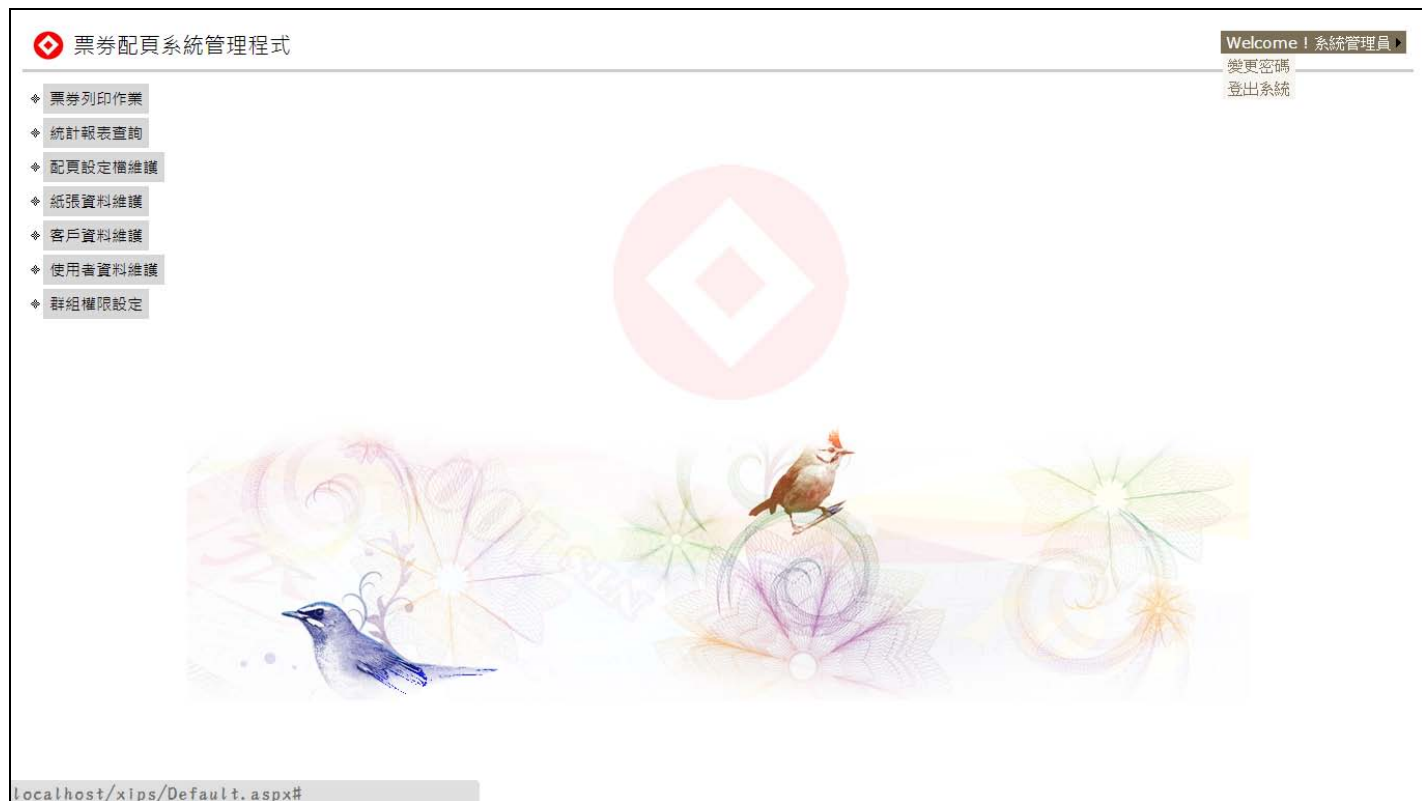 票券配頁系統管理程式
Welcome ! 系統管理員
變更密碼
登出系統
票券列印作業
統計報表查詢
配頁設定檔維護
紙張資料維護
客戶資料維護
使用者資料維護
群組權限設定
localhost/xips/Default.aspx#